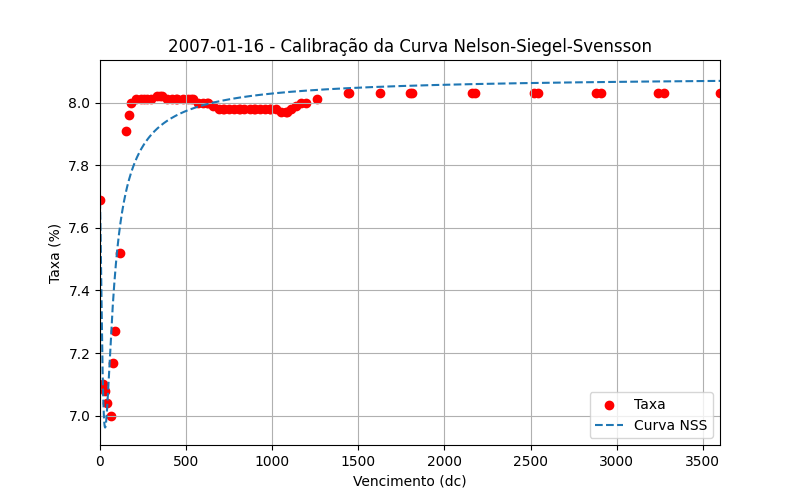 2007-01-16 - Calibração da Curva Nelson-Siegel-Svensson
Taxa (%)
8.0
7.8
7.6
7.4
7.2
7.0
0
500
1000
1500
2000
2500
3000
3500
Vencimento (dc)
Taxa
Curva NSS